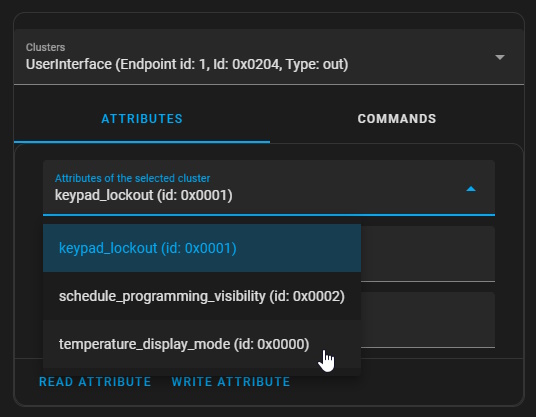 Clusters
UserInterface (Endpoint id: 1, Id: 0x0204, Type: out)
ATTRIBUTES
COMMANDS
Attributes of the selected cluster
keypad_lockout (id: 0x0001)
keypad_lockout (id: 0x0001)
schedule_programming_visibility (id: 0x0002)
temperature_display_mode (id: 0x0000)
READ ATTRIBUTE
WRITE ATTRIBUTE